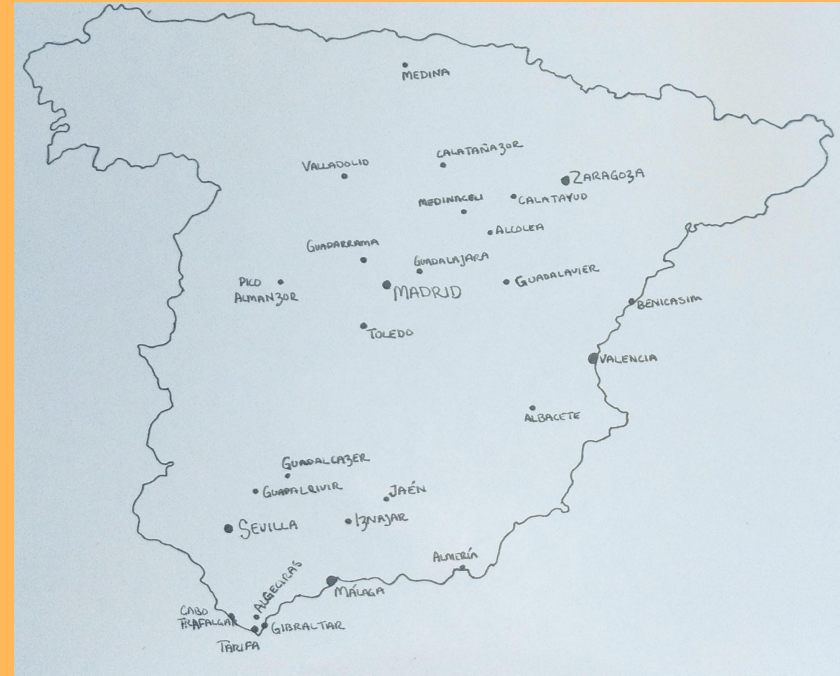 MEDINA
CALATAÑAZOR
VALLADOLID
ZARAGOZA
CALATAYUD
MEDINACELI
ALCOLEA
GUADARRAMA
GUADALAJARA
GUADALAVIER
PICO
ALMANZOR
MADRID
BENICASIM
TOLEDO
VALENCIA
ALBACETE
GUADALCAZER
GUADALQIVIR
JAÉN
IZNAJAR
SEVILLA
ALMERÍA
ALGECIRAS
MÁLAGA
CABO
TRAFALGAR
GIBRALTAR
TARIFA